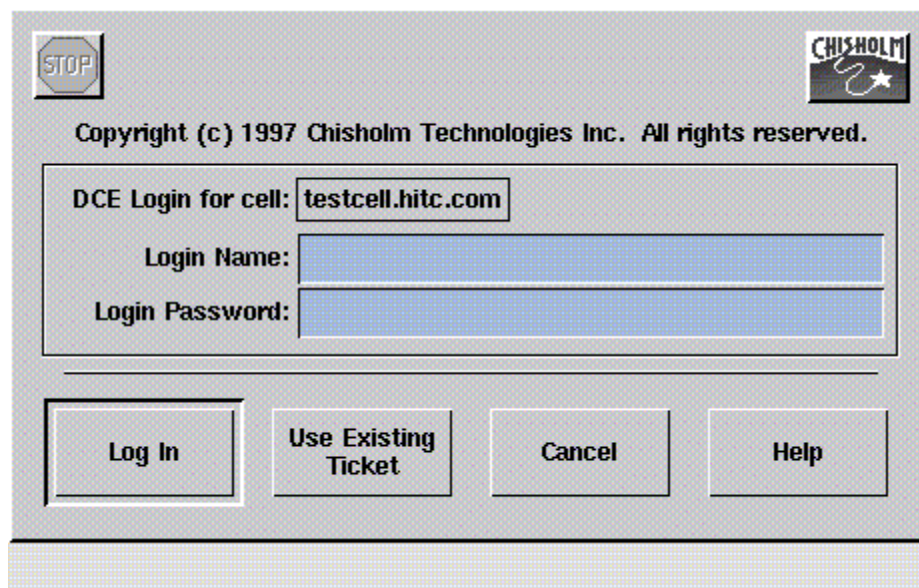 STOP
CHISHOLM
Copyright (c) 1997 Chisholm Technologies Inc. All rights reserved.
DCE Login for cell: testcell.hitc.com
Login Name:
Login Password:
Log In
Use Existing
Ticket
Cancel
Help